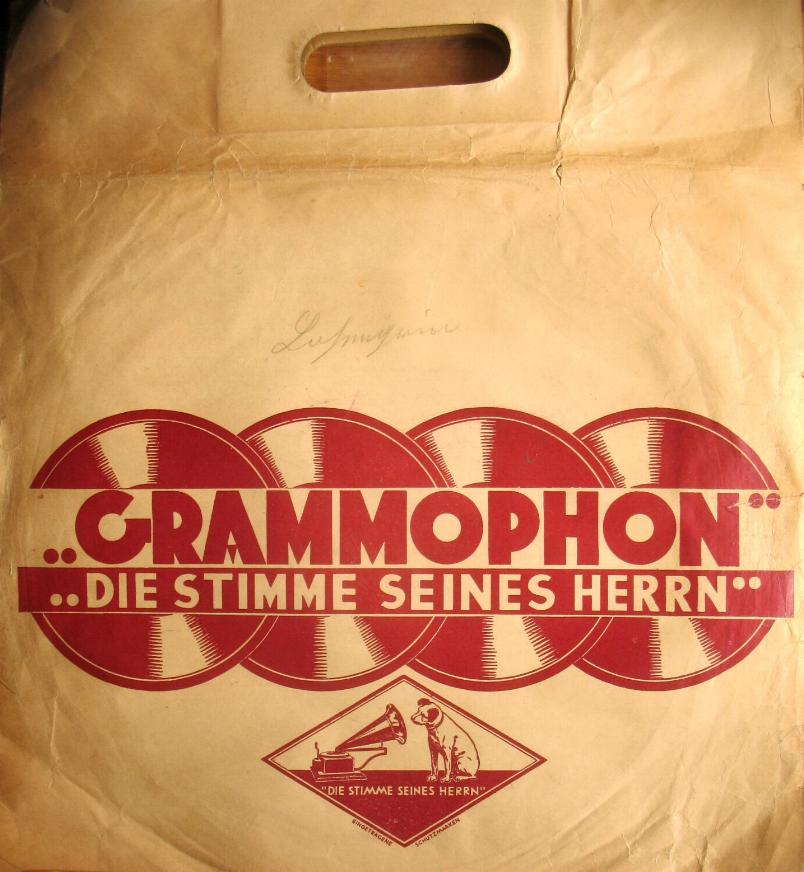 „GRAMMOPHON“
„DIE STIMME SEINES HERRN“
"DIE STIMME SEINES HERRN"
EINGETRAGENE SCHUTZMARKEN